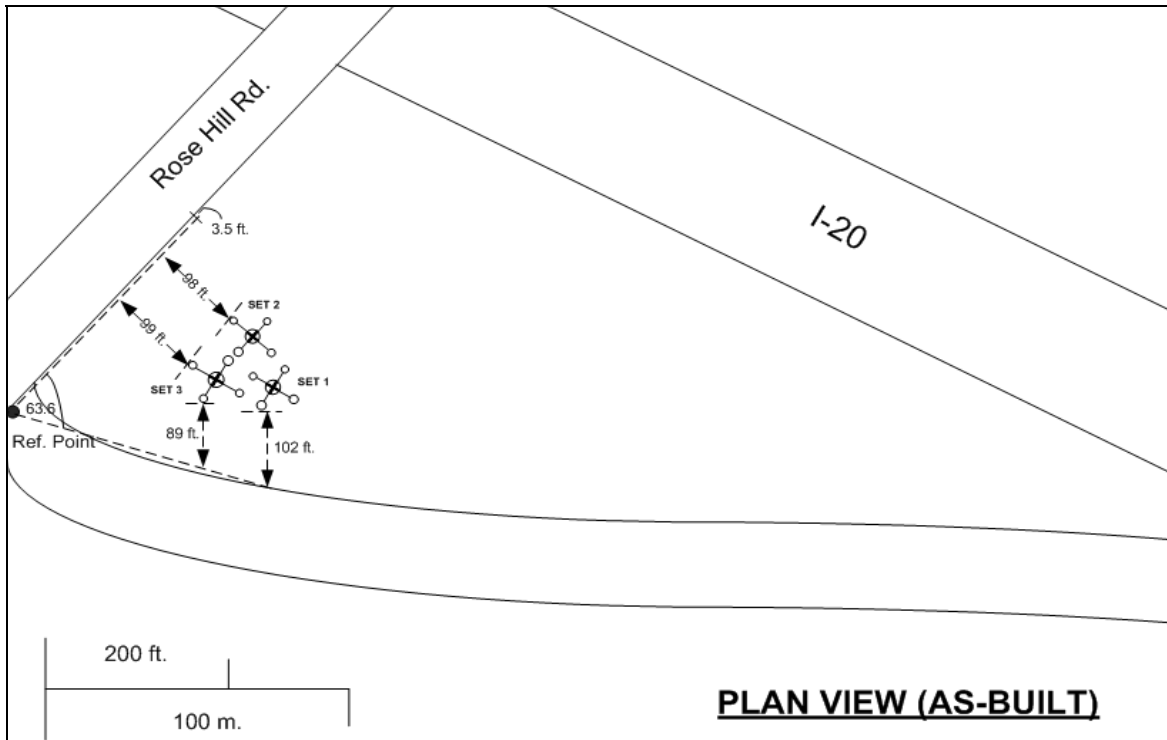 Rose Hill Rd.
I-20
3.5 ft.
98 ft.
SET 2
99 ft.
SET 3
SET 1
63.6
Ref. Point
89 ft.
102 ft.
200 ft.
100 m.
PLAN VIEW (AS-BUILT)